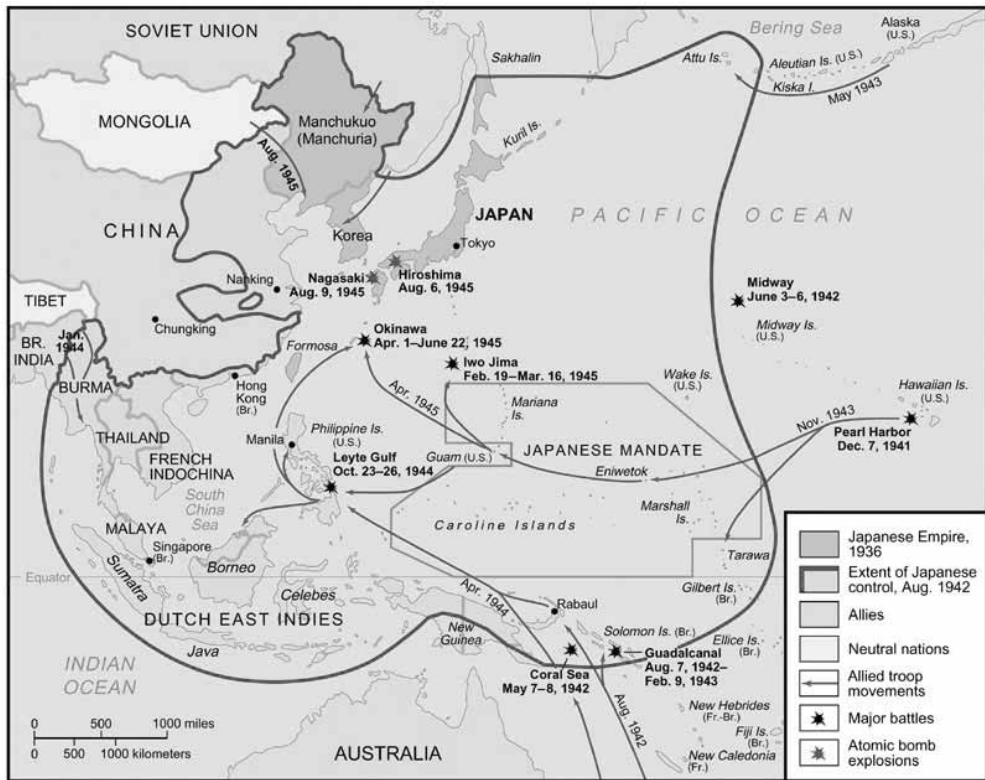 SOVIET UNION
Bering Sea
Alaska
(U.S.)
Sakhalin
Attu Is.
Aleutian Is. (U.S.)
Kiska I.
May 1943
MONGOLIA
Manchukuo
(Manchuria)
Kuril Is.
Aug. 1945
CHINA
JAPAN
PACIFIC OCEAN
Korea
Tokyo
Nanking
Nagasaki
Aug. 9, 1945
Hiroshima
Aug. 6, 1945
Midway
June 3–6, 1942
TIBET
Chungking
Midway Is.
(U.S.)
Jan.
1944
BR.
INDIA
Formosa
Okinawa
Apr. 1–June 22, 1945
Iwo Jima
Feb. 19–Mar. 16, 1945
BURMA
Hong
Kong
(Br.)
Apr. 1945
Mariana
Is.
Wake Is.
(U.S.)
Hawaiian Is.
(U.S.)
Nov. 1943
Pearl Harbor
Dec. 7, 1941
THAILAND
Manila
Philippine Is.
(U.S.)
Leyte Gulf
Oct. 23–26, 1944
Guam (U.S.)
JAPANESE MANDATE
Eniwetok
FRENCH
INDOCHINA
South
China
Sea
Marshall
Is.
Caroline Islands
MALAYA
Singapore
(Br.)
Tarawa
Borneo
Equator
Sumatra
Celebes
Apr. 1944
Rabaul
Gilbert Is.
(Br.)
DUTCH EAST INDIES
New
Guinea
Solomon Is. (Br.)
Ellice Is.
(Br.)
Java
Guadalcanal
Aug. 7, 1942–
Feb. 9, 1943
INDIAN
OCEAN
Coral Sea
May 7–8, 1942
Aug. 1942
New Hebrides
(Fr.-Br.)
Fiji Is.
(Br.)
New Caledonia
(Fr.)
AUSTRALIA
0 500 1000 miles
0 500 1000 kilometers
Japanese Empire,
1936
Extent of Japanese
control, Aug. 1942
Allies
Neutral nations
Allied troop
movements
Major battles
Atomic bomb
explosions